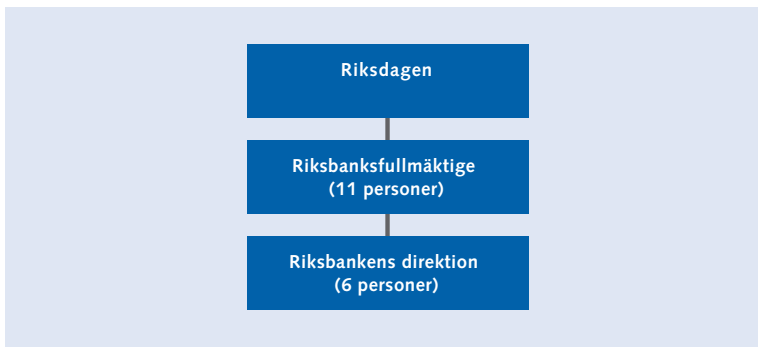 Riksdagen
Riksbanksfullmäktige
(11 personer)
Riksbankens direktion
(6 personer)